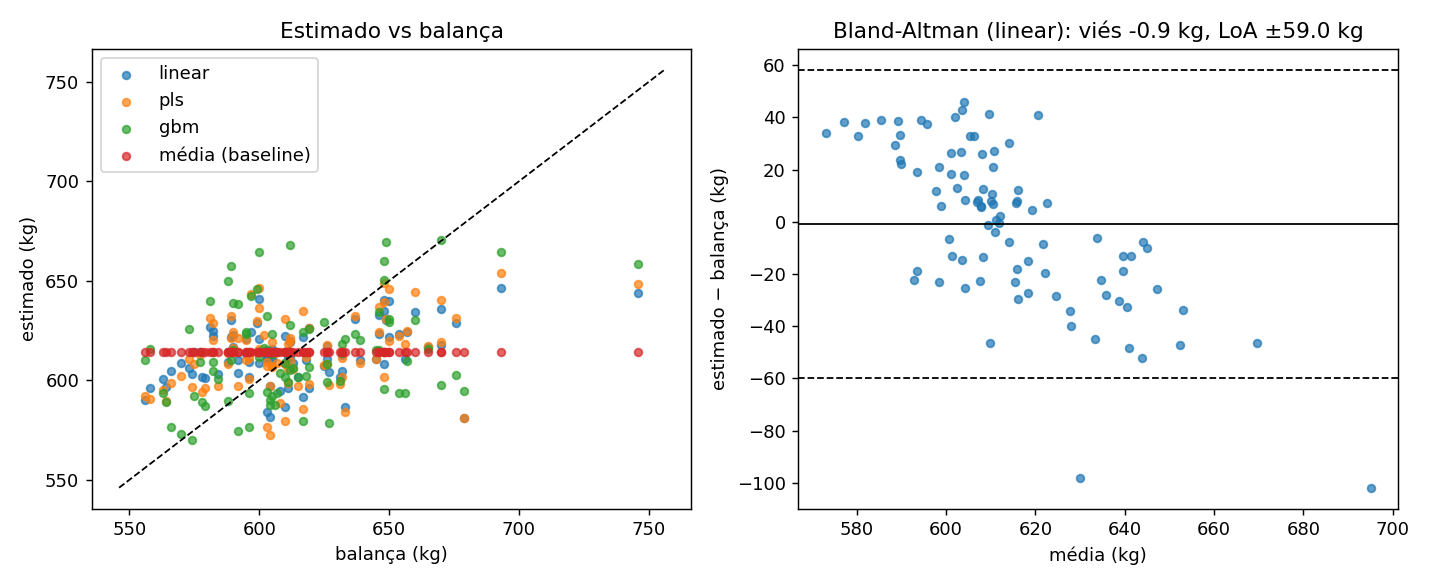 Estimado vs balança
750
700
650
600
550
550
600
650
700
750
estimado (kg)
balança (kg)
linear
pls
gbm
média (baseline)
Bland-Altman (linear): viés -0.9 kg, LoA ±59.0 kg
60
40
20
0
−20
−40
−60
−80
−100
580
600
620
640
660
680
700
estimado − balança (kg)
média (kg)